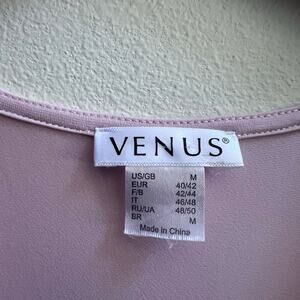 VENUS®
US/GB M
EUR 40/42
F/B 42/44
IT 46/48
RU/UA 48/50
BR M
Made in China